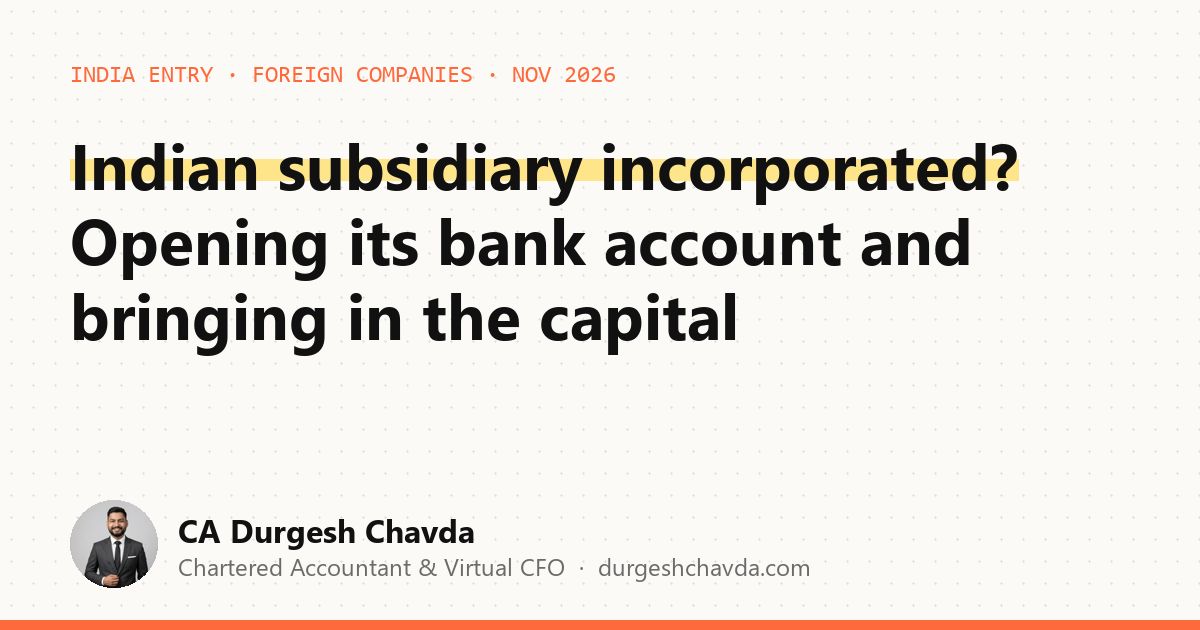 INDIA ENTRY · FOREIGN COMPANIES · NOV 2026
Indian subsidiary incorporated?
Opening its bank account and
bringing in the capital
CA Durgesh Chavda
Chartered Accountant & Virtual CFO · durgeshchavda.com